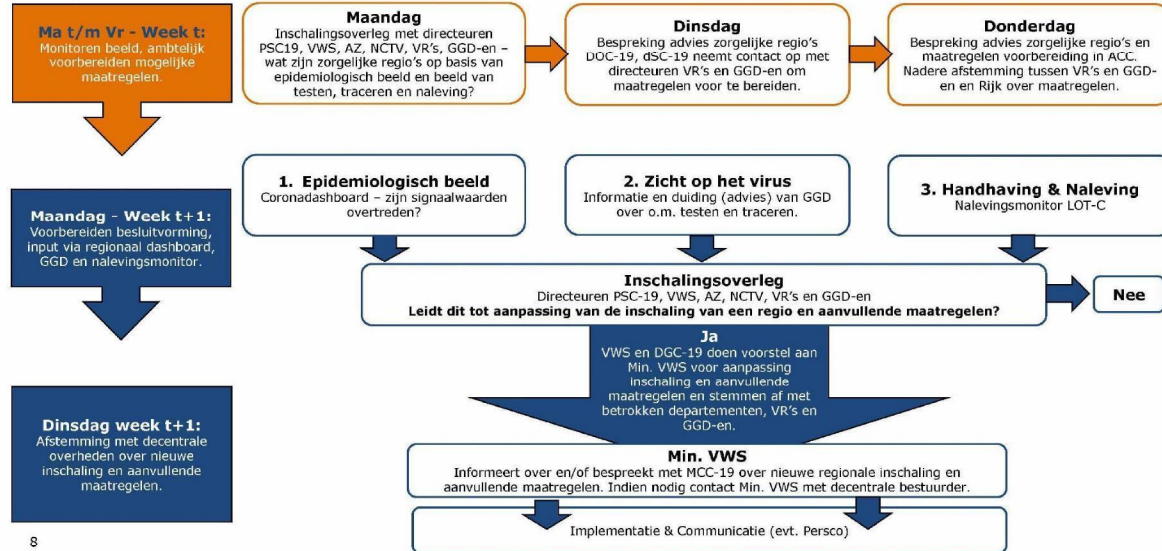 Ma t/m Vr - Week t:
Monitoren beeld, ambtelijk
voorbereiden mogelijke
maatregelen.
Maandag
Inschalingsoverleg met directeuren
PSC19, VWS, AZ, NCTV, VR's, GGD-en –
wat zijn zorgelijke regio's op basis van
epidemiologisch beeld en beeld van
testen, traceren en naleving?
Dinsdag
Bespreking advies zorgelijke regio's
DOC-19, dSC-19 neemt contact op met
directeuren VR's en GGD-en om
maatregelen voor te bereiden.
Donderdag
Bespreking advies zorgelijke regio's en
maatregelen voorbereiding in ACC.
Nadere afstemming tussen VR's en GGD-
en en Rijk over maatregelen.
Maandag - Week t+1:
Voorbereiden besluitvorming,
input via regionaal dashboard,
GGD en nalevingsmonitor.
1. Epidemiologisch beeld
Coronadashboard – zijn signaalwaarden
overtreden?
2. Zicht op het virus
Informatie en duiding (advies) van GGD
over o.m. testen en traceren.
3. Handhaving & Naleving
Nalevingsmonitor LOT-C
Inschalingsoverleg
Directeuren PSC-19, VWS, AZ, NCTV, VR's en GGD-en
Leidt dit tot aanpassing van de inschaling van een regio en aanvullende maatregelen?
Nee
Ja
VWS en DGC-19 doen voorstel aan
Min. VWS voor aanpassing
inschaling en aanvullende
maatregelen en stemmen af met
betrokken departementen, VR's en
GGD-en.
Dinsdag week t+1:
Afstemming met decentrale
overheden over nieuwe
inschaling en aanvullende
maatregelen.
Min. VWS
Informeert over en/of bespreekt met MCC-19 over nieuwe regionale inschaling en
aanvullende maatregelen. Indien nodig contact Min. VWS met decentrale bestuurder.
Implementatie & Communicatie (evt. Persco)
8